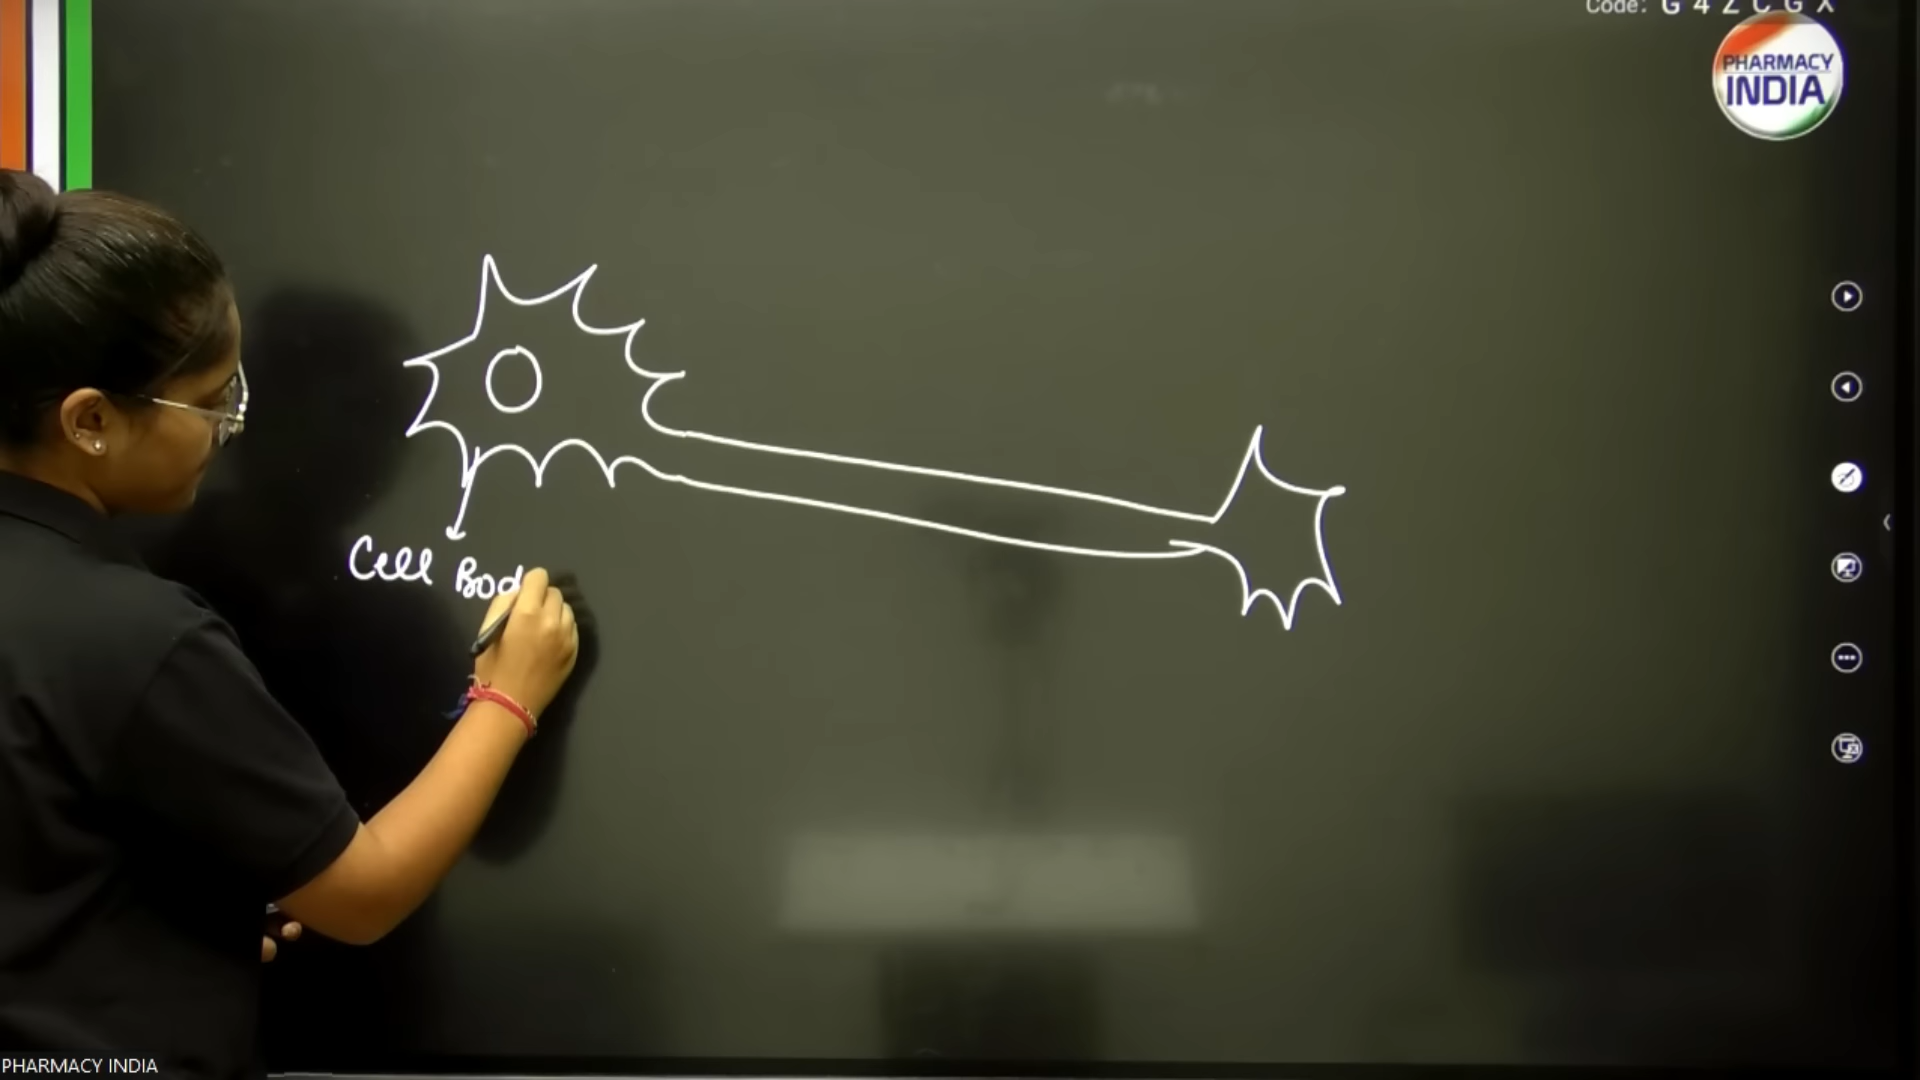 Code: G 4 Z C G X
PHARMACY
INDIA
Cell Bod
PHARMACY INDIA